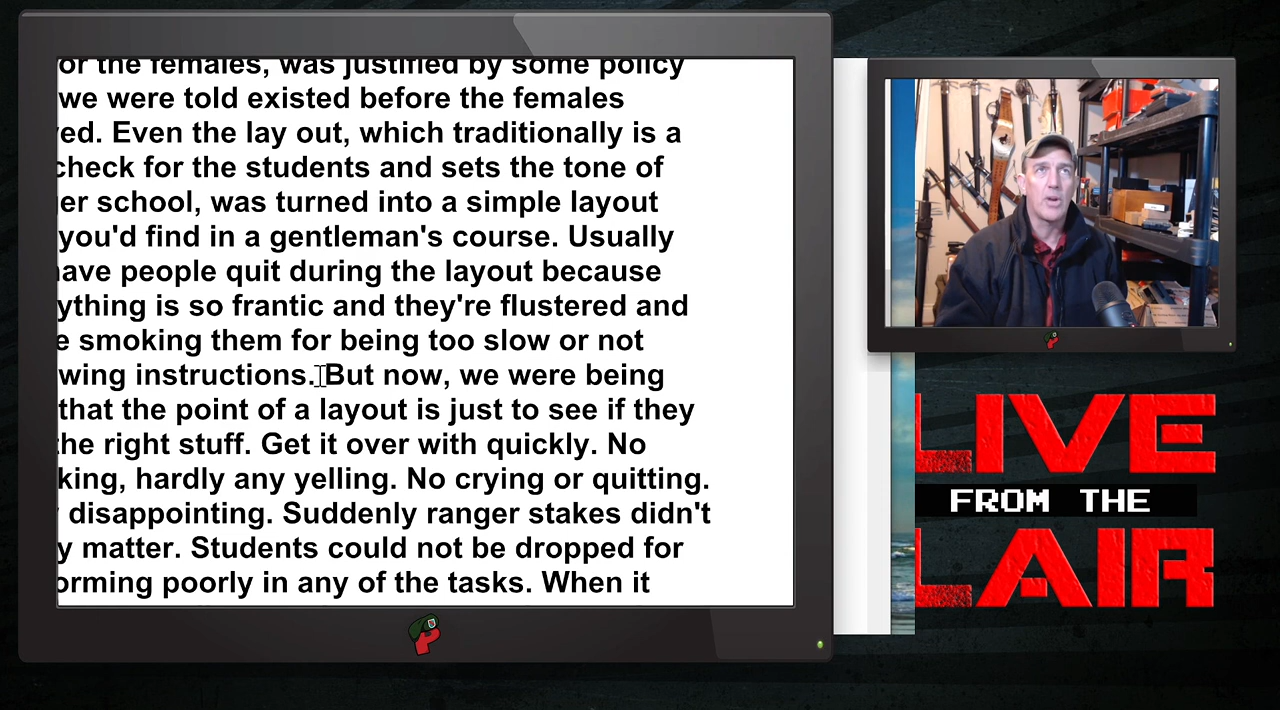 or the females, was justified by some policy
we were told existed before the females
ved. Even the lay out, which traditionally is a
check for the students and sets the tone of
er school, was turned into a simple layout
you'd find in a gentleman's course. Usually
have people quit during the layout because
ything is so frantic and they're flustered and
e smoking them for being too slow or not
wing instructions. But now, we were being
that the point of a layout is just to see if they
the right stuff. Get it over with quickly. No
king, hardly any yelling. No crying or quitting.
disappointing. Suddenly ranger stakes didn't
y matter. Students could not be dropped for
orming poorly in any of the tasks. When it
LIVE
FROM THE
LAIR